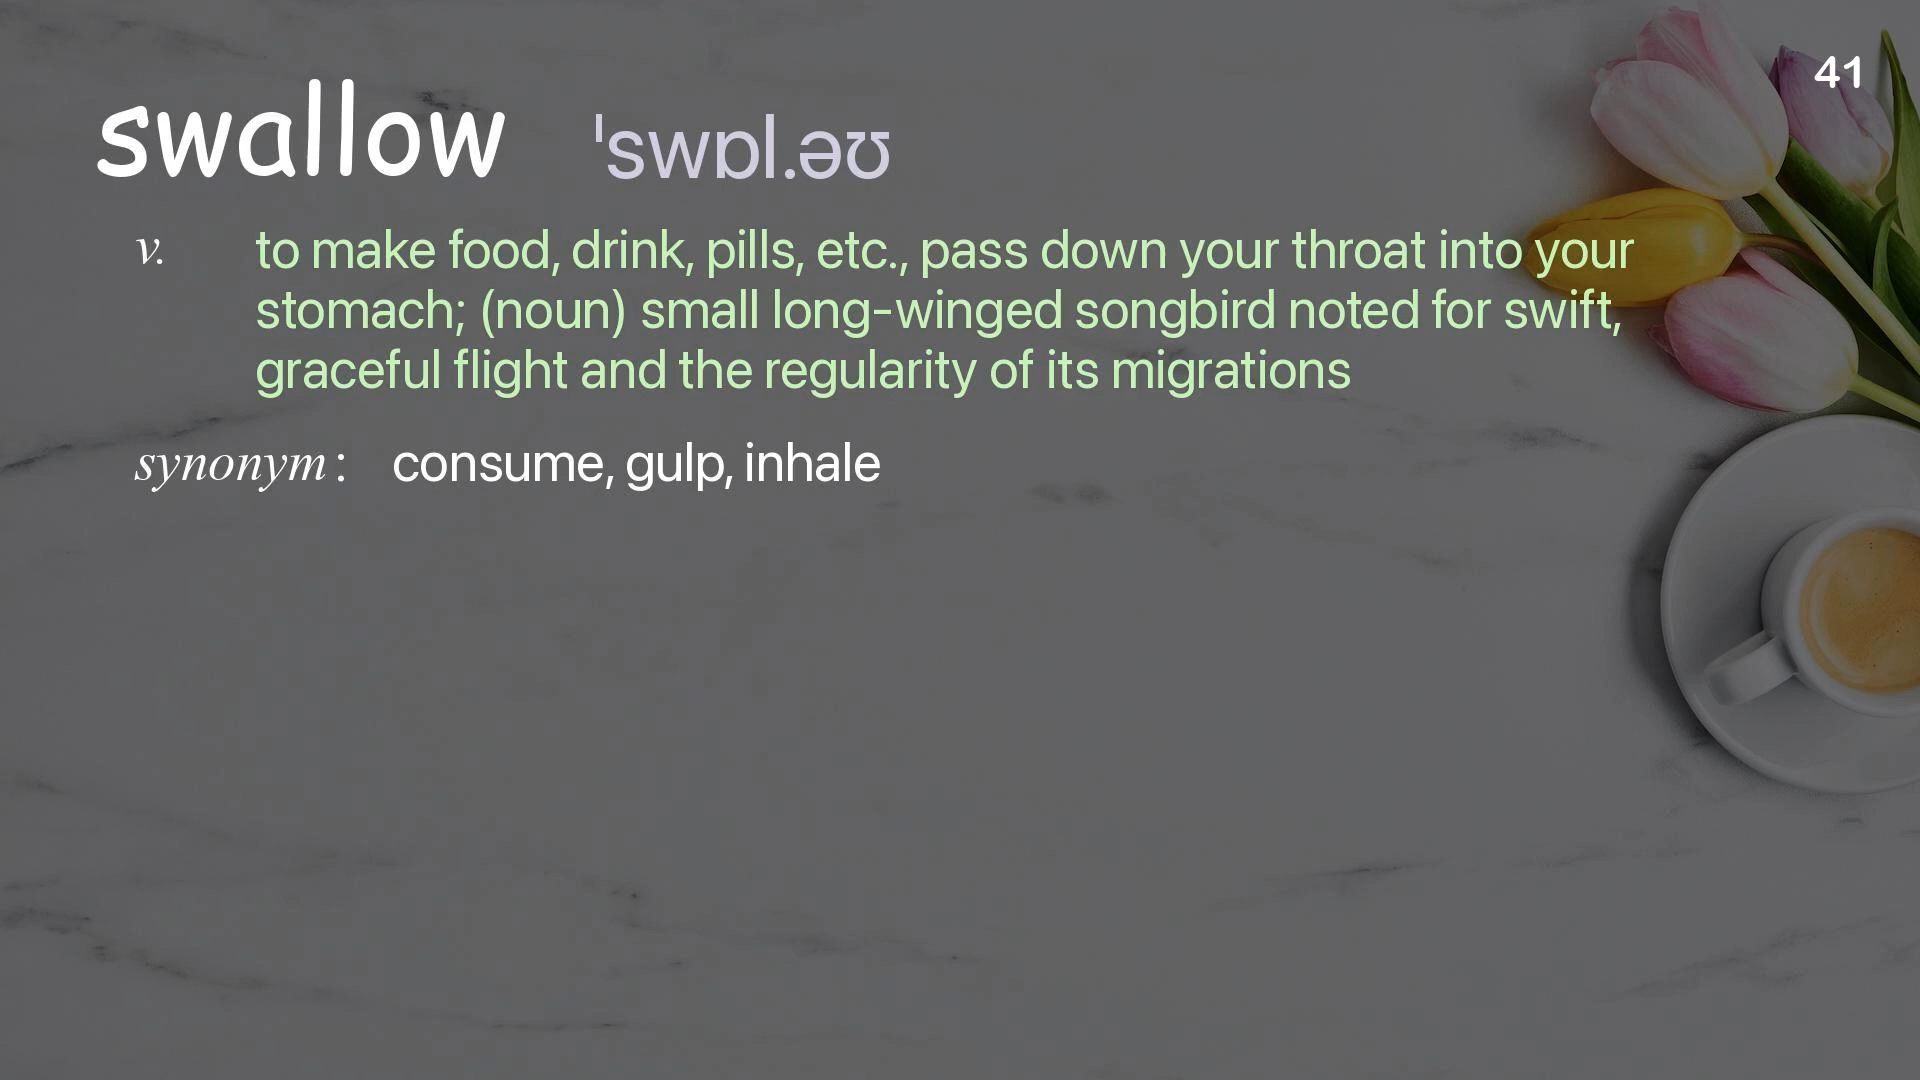 41
swallow ˈswɒl.əʊ
v. to make food, drink, pills, etc., pass down your throat into your
stomach; (noun) small long-winged songbird noted for swift,
graceful flight and the regularity of its migrations
synonym : consume, gulp, inhale